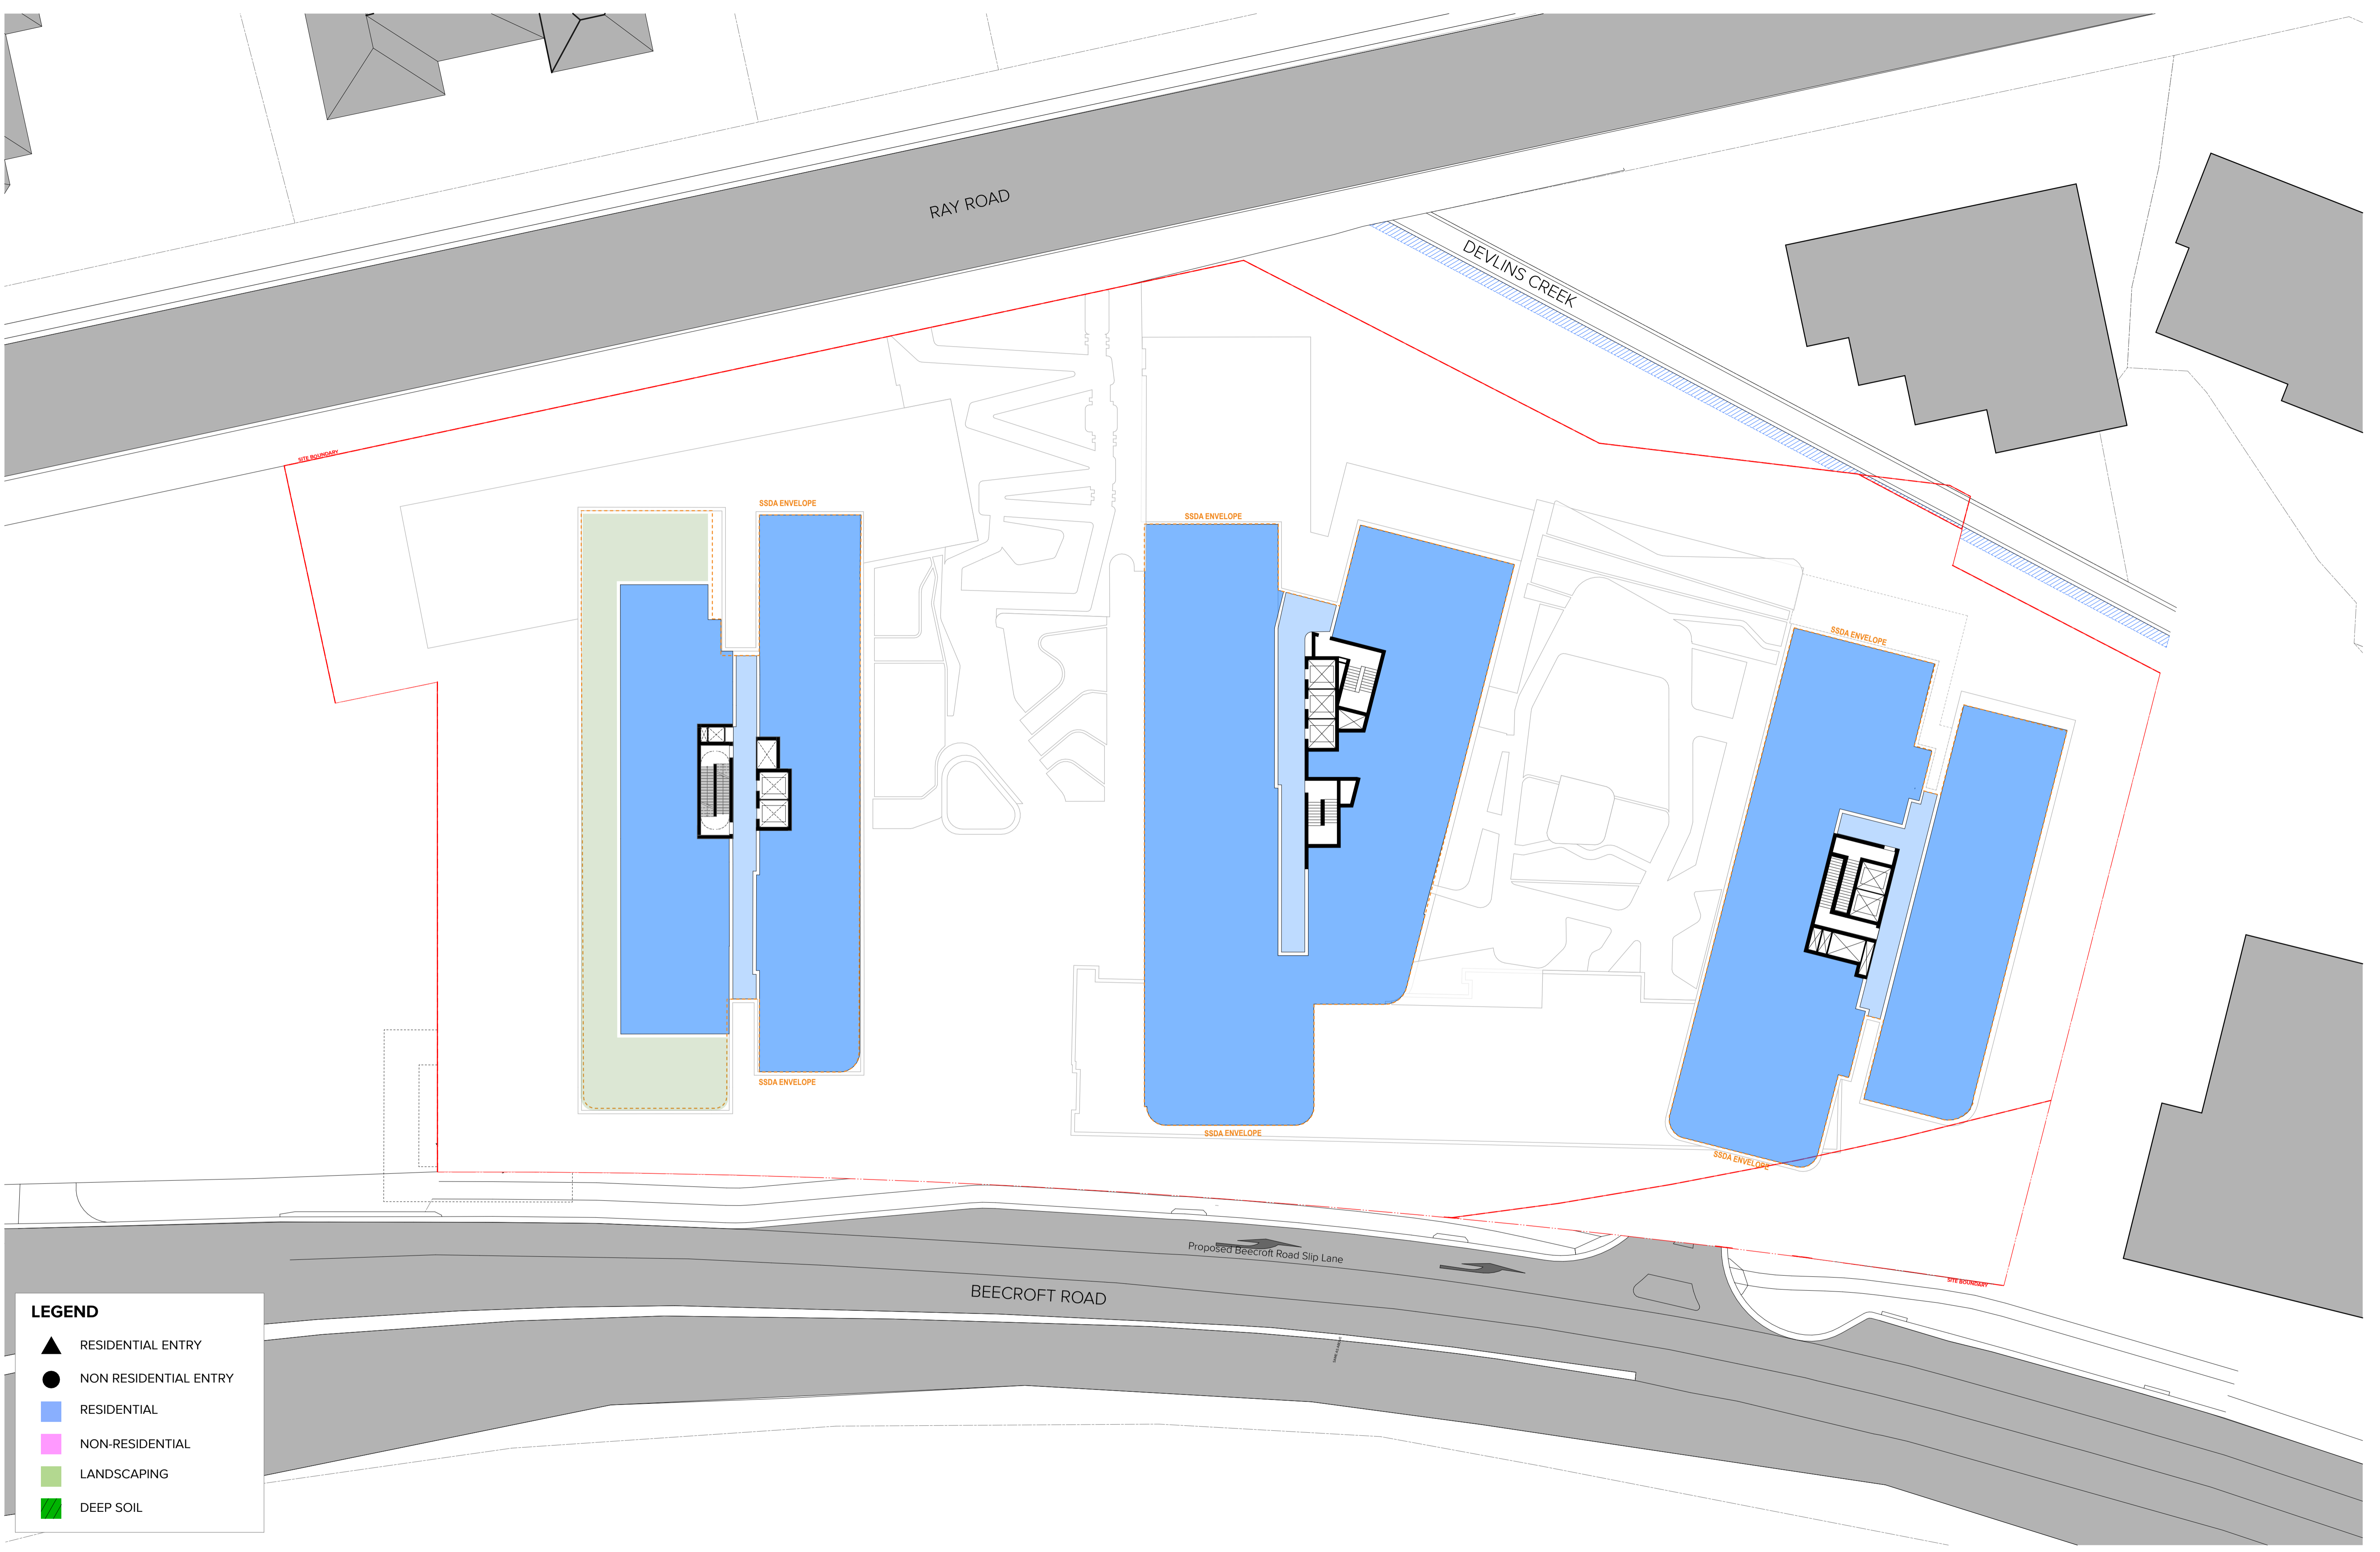 RAY ROAD
DEVLINS CREEK
SITE BOUNDARY
SSDA ENVELOPE
SSDA ENVELOPE
SSDA ENVELOPE
SSDA ENVELOPE
SSDA ENVELOPE
SSDA ENVELOPE
Proposed Beecroft Road Slip Lane
SITE BOUNDARY
BEECROFT ROAD
LEGEND
RESIDENTIAL ENTRY
NON RESIDENTIAL ENTRY
RESIDENTIAL
NON-RESIDENTIAL
LANDSCAPING
DEEP SOIL